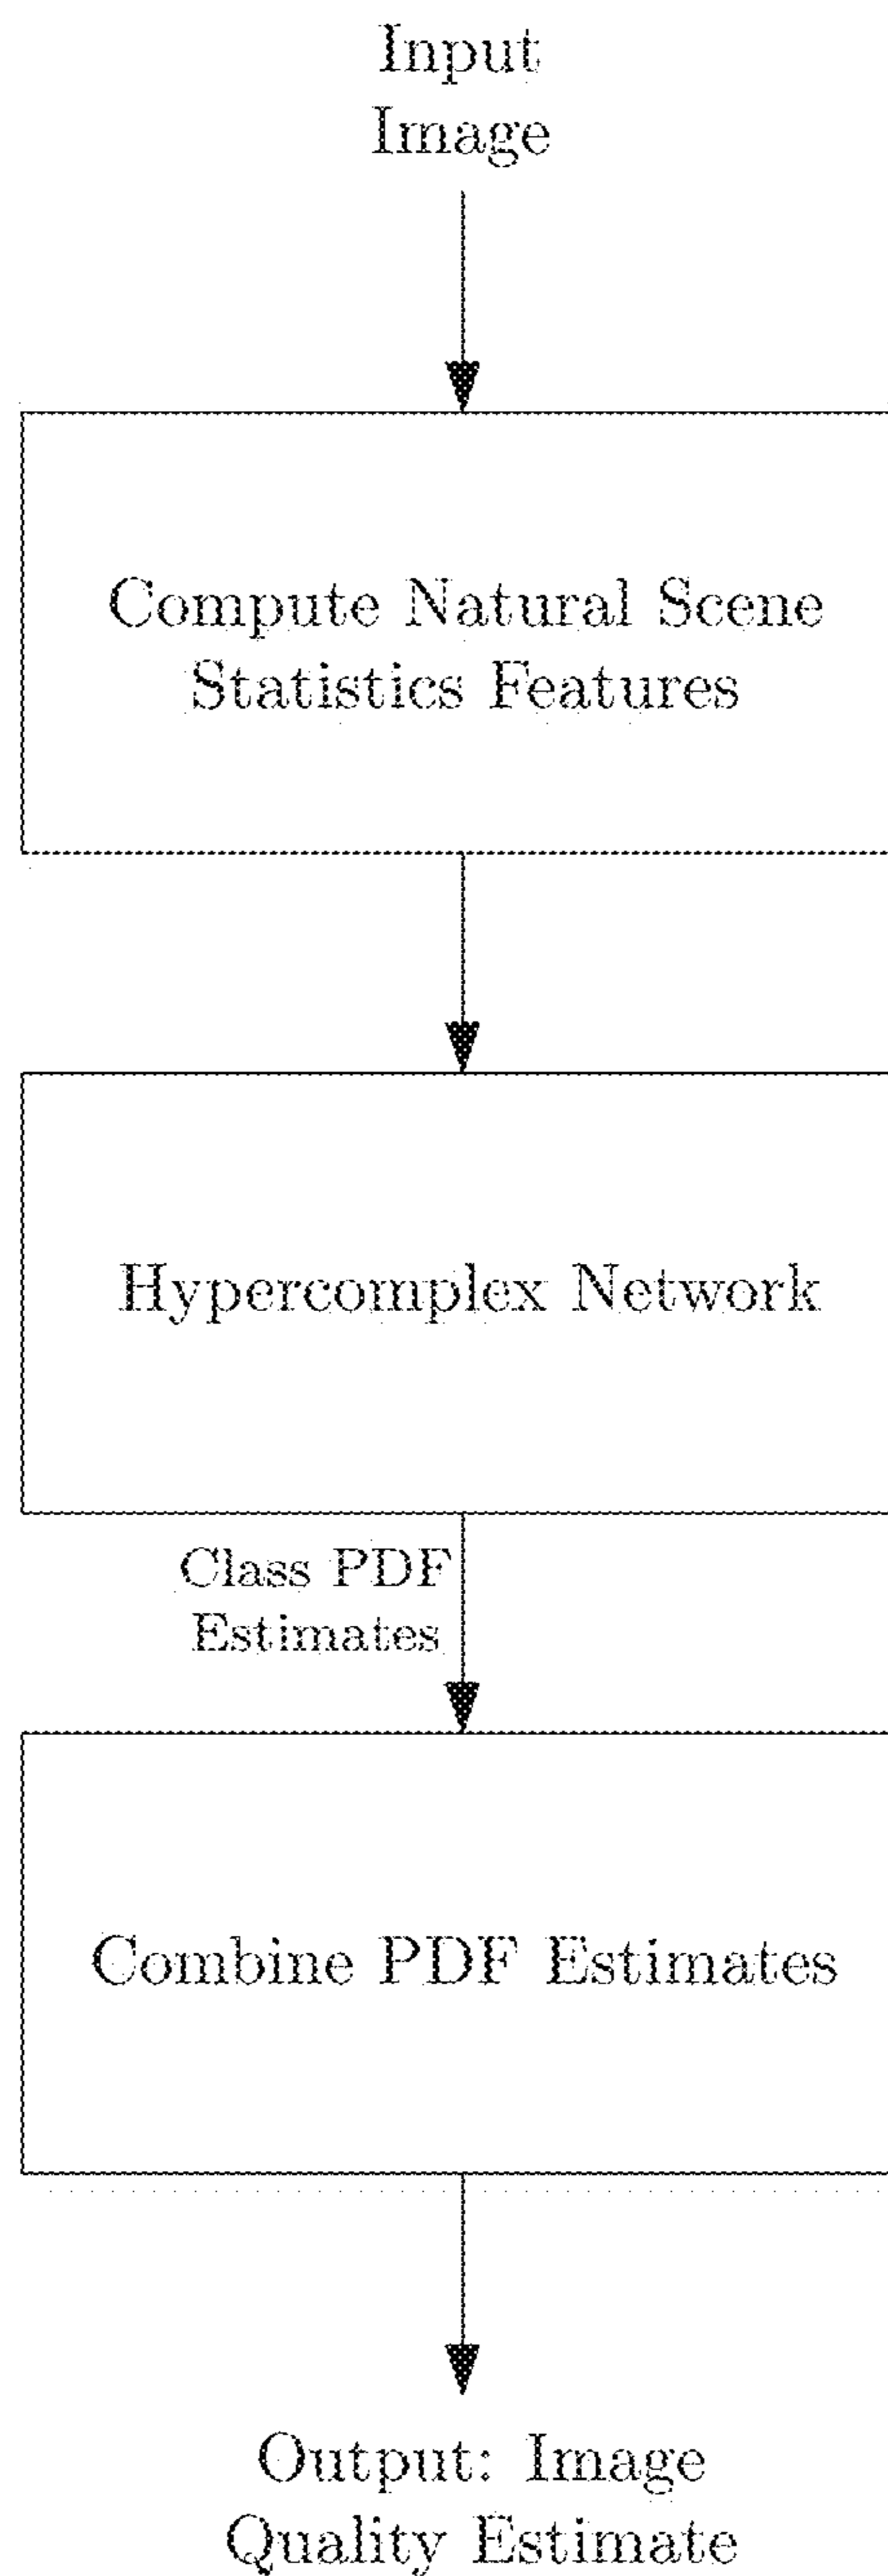 Input
Image
Compute Natural Scene
Statistics Features
Hypercomplex Network
Class PDF
Estimates
Combine PDF Estimates
Output: Image
Quality Estimate